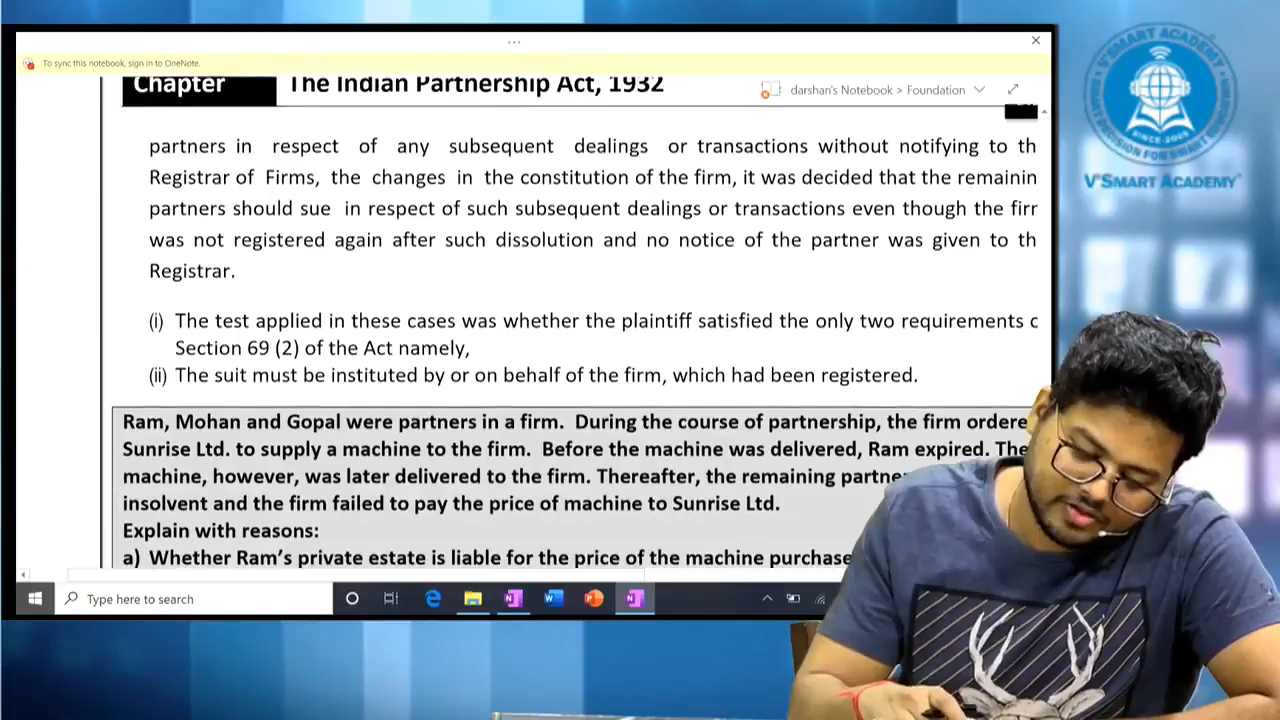 To sync this notebook, sign in to OneNote.
Chapter The Indian Partnership Act, 1932
darshan's Notebook > Foundation
partners in respect of any subsequent dealings or transactions without notifying to th
Registrar of Firms, the changes in the constitution of the firm, it was decided that the remainin
partners should sue in respect of such subsequent dealings or transactions even though the firr
was not registered again after such dissolution and no notice of the partner was given to th
Registrar.
(i) The test applied in these cases was whether the plaintiff satisfied the only two requirements
Section 69 (2) of the Act namely,
(ii) The suit must be instituted by or on behalf of the firm, which had been registered.
Ram, Mohan and Gopal were partners in a firm. During the course of partnership, the firm ordere
Sunrise Ltd. to supply a machine to the firm. Before the machine was delivered, Ram expired. The
machine, however, was later delivered to the firm. Thereafter, the remaining partne
insolvent and the firm failed to pay the price of machine to Sunrise Ltd.
Explain with reasons:
a) Whether Ram's private estate is liable for the price of the machine purchase
Type here to search
V'SMART ACADEMY
SINCE-2005
V'SMART ACADEMY